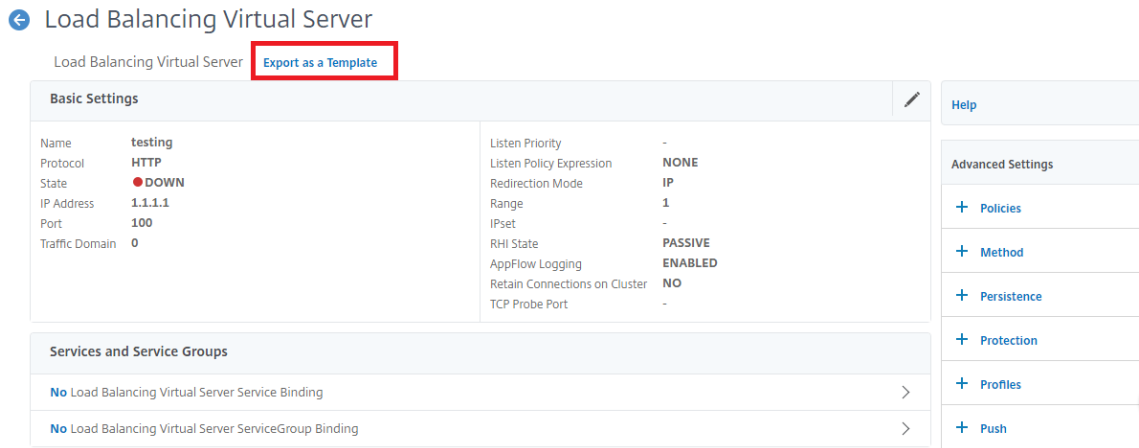 Load Balancing Virtual Server
Load Balancing Virtual Server Export as a Template
Basic Settings
Name testing
Protocol HTTP
State DOWN
IP Address 1.1.1.1
Port 100
Traffic Domain 0
Listen Priority -
Listen Policy Expression NONE
Redirection Mode IP
Range 1
IPset -
RHI State PASSIVE
AppFlow Logging ENABLED
Retain Connections on Cluster NO
TCP Probe Port -
Services and Service Groups
No Load Balancing Virtual Server Service Binding
No Load Balancing Virtual Server ServiceGroup Binding
Help
Advanced Settings
+ Policies
+ Method
+ Persistence
+ Protection
+ Profiles
+ Push